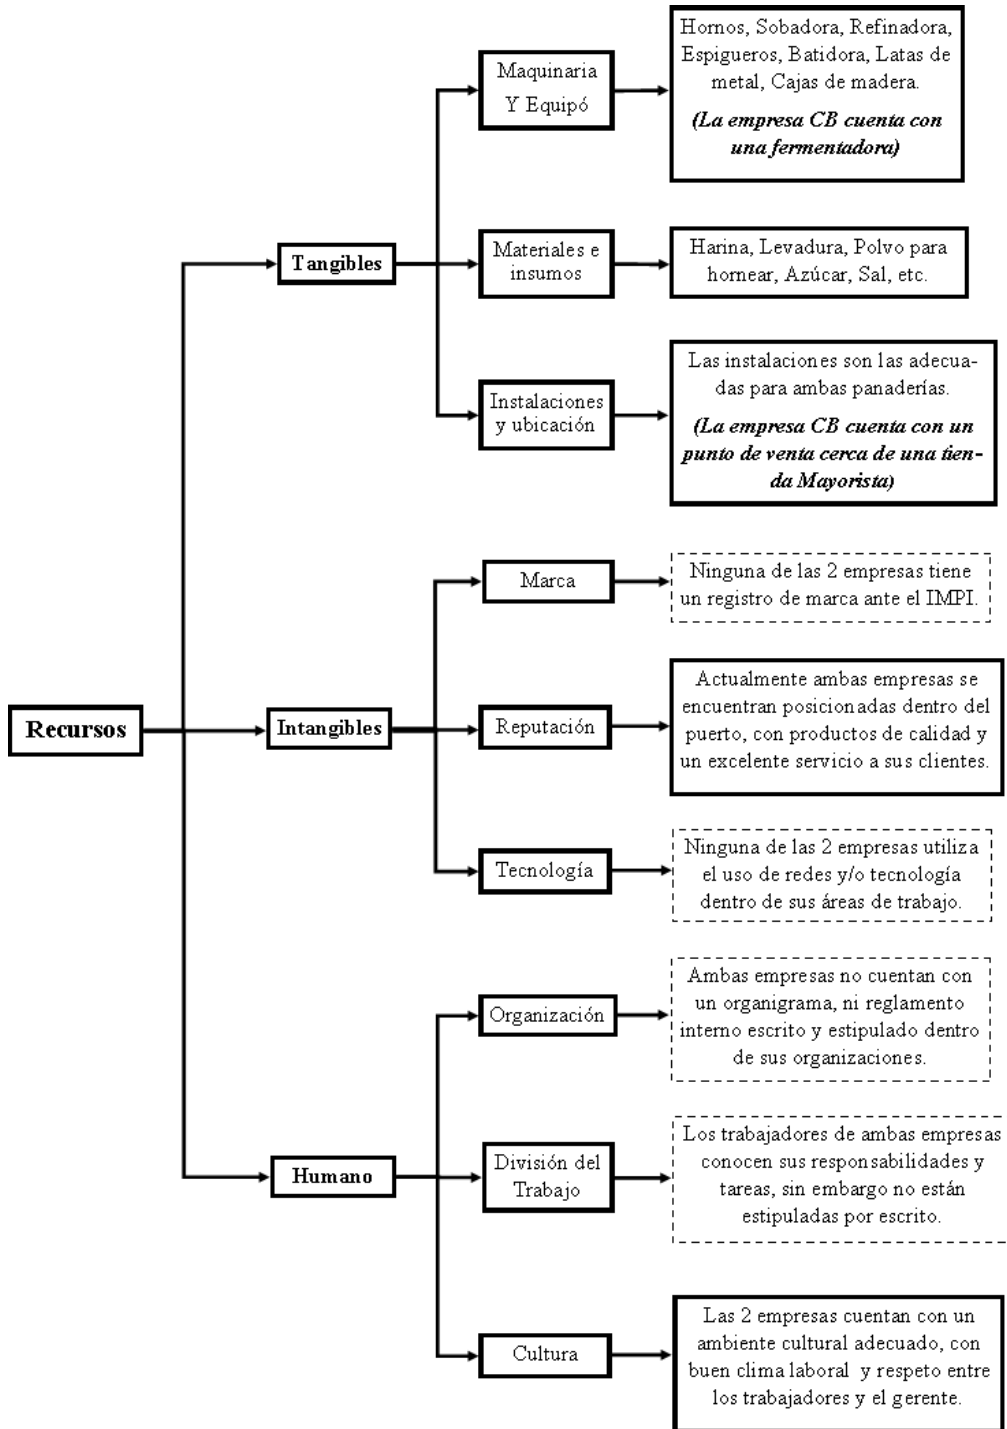 Hornos, Sobadora, Refinadora,
Espigueros, Batidora, Latas de
metal, Cajas de madera.
(La empresa CB cuenta con
una fermentadora)
Maquinaria
Y Equipó
Tangibles
Materiales e
insumos
Harina, Levadura, Polvo para
hornear, Azúcar, Sal, etc.
Instalaciones
y ubicación
Las instalaciones son las adecua-
das para ambas panaderías.
(La empresa CB cuenta con un
punto de venta cerca de una tien-
da Mayorista)
Recursos
Intangibles
Marca
Ninguna de las 2 empresas tiene
un registro de marca ante el IMPI.
Reputación
Actualmente ambas empresas se
encuentran posicionadas dentro del
puerto, con productos de calidad y
un excelente servicio a sus clientes.
Tecnología
Ninguna de las 2 empresas utiliza
el uso de redes y/o tecnología
dentro de sus áreas de trabajo.
Humano
Organización
Ambas empresas no cuentan con
un organigrama, ni reglamento
interno escrito y estipulado dentro
de sus organizaciones.
División del
Trabajo
Los trabajadores de ambas empresas
conocen sus responsabilidades y
tareas, sin embargo no están
estipuladas por escrito.
Cultura
Las 2 empresas cuentan con un
ambiente cultural adecuado, con
buen clima laboral y respeto entre
los trabajadores y el gerente.